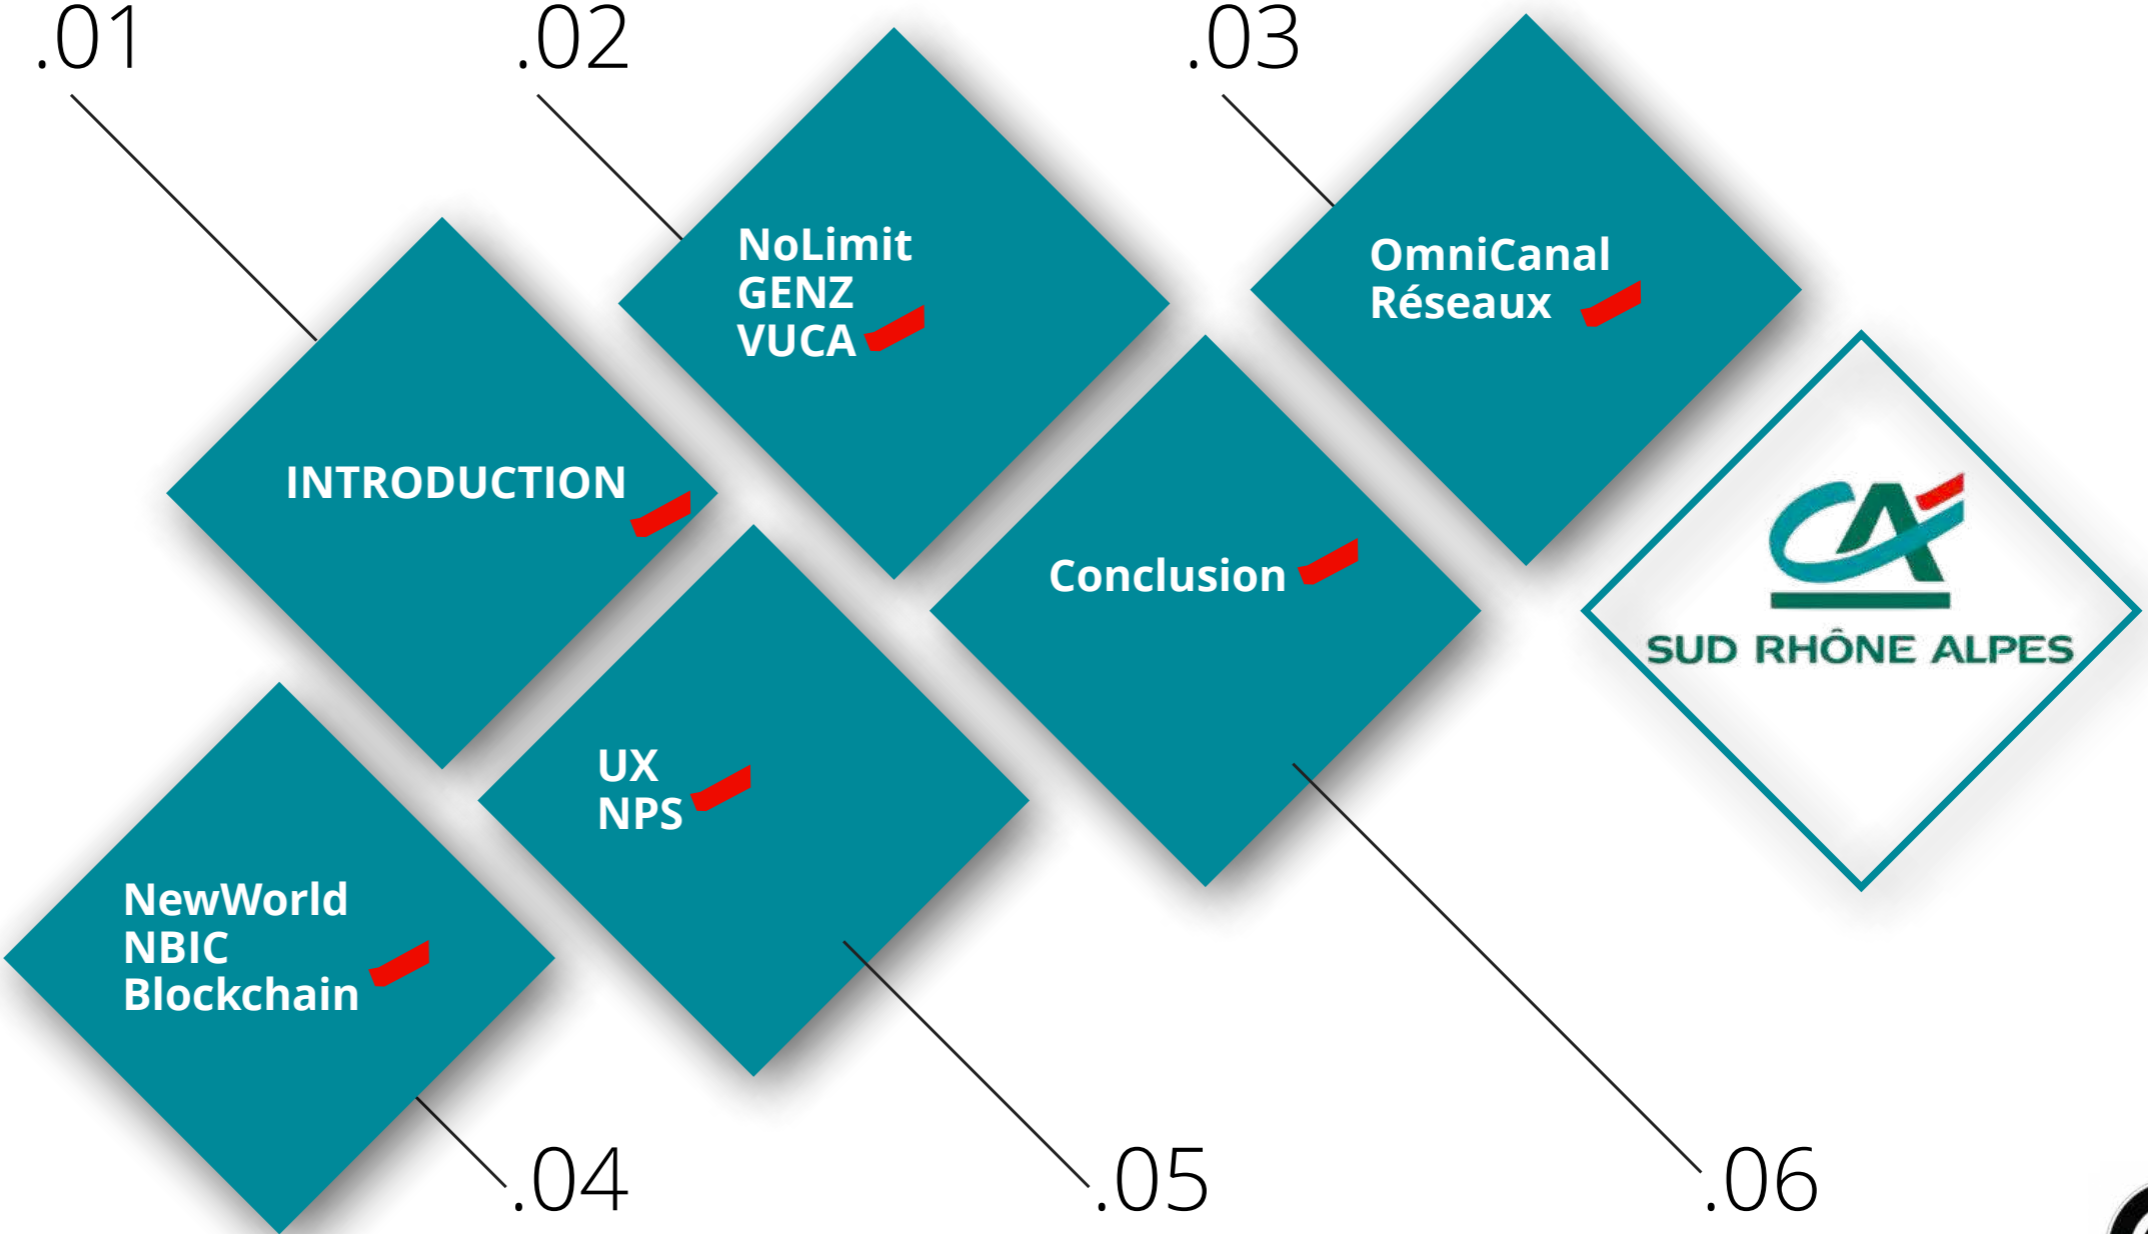 .01
.02
.03
NoLimit
GENZ
VUCA
OmniCanal
Réseaux
INTRODUCTION
Conclusion
CA
SUD RHÔNE ALPES
UX
NPS
NewWorld
NBIC
Blockchain
.04
.05
.06